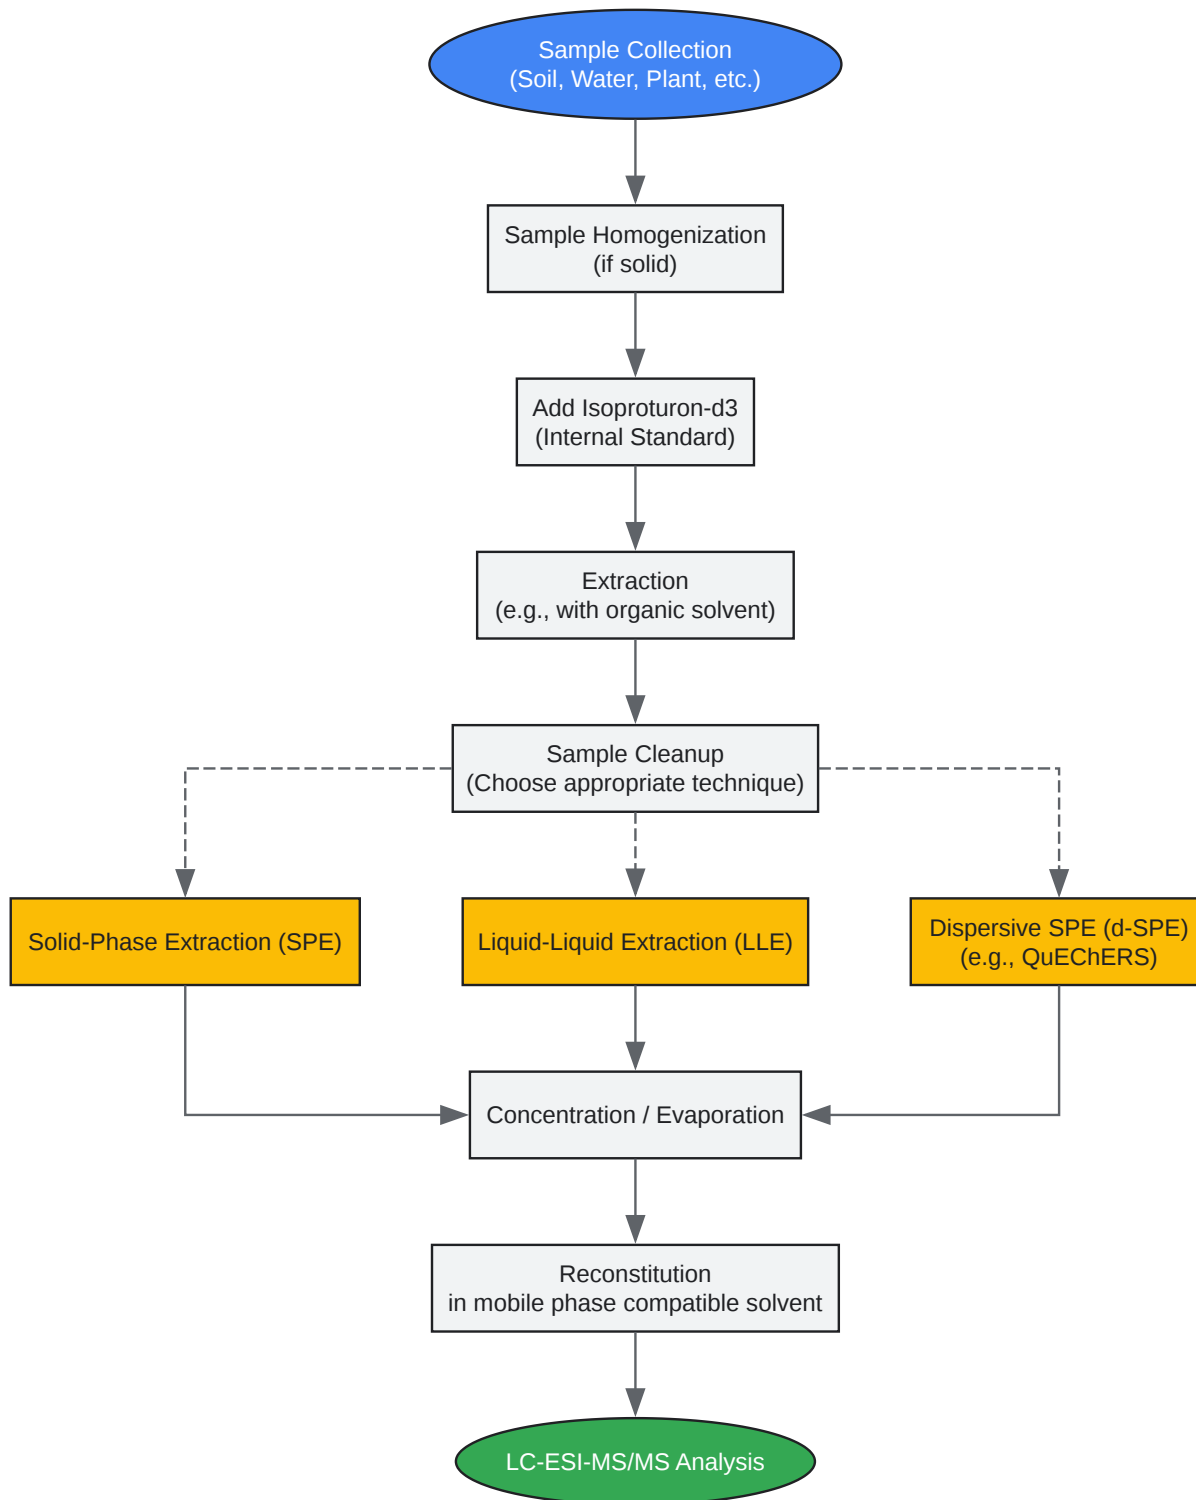 Sample Collection
(Soil, Water, Plant, etc.)
Sample Homogenization
(if solid)
Add Isoproturon-d3
(Internal Standard)
Extraction
(e.g., with organic solvent)
Sample Cleanup
(Choose appropriate technique)
Solid-Phase Extraction (SPE)
Liquid-Liquid Extraction (LLE)
Dispersive SPE (d-SPE)
(e.g., QuEChERS)
Concentration / Evaporation
Reconstitution
in mobile phase compatible solvent
LC-ESI-MS/MS Analysis